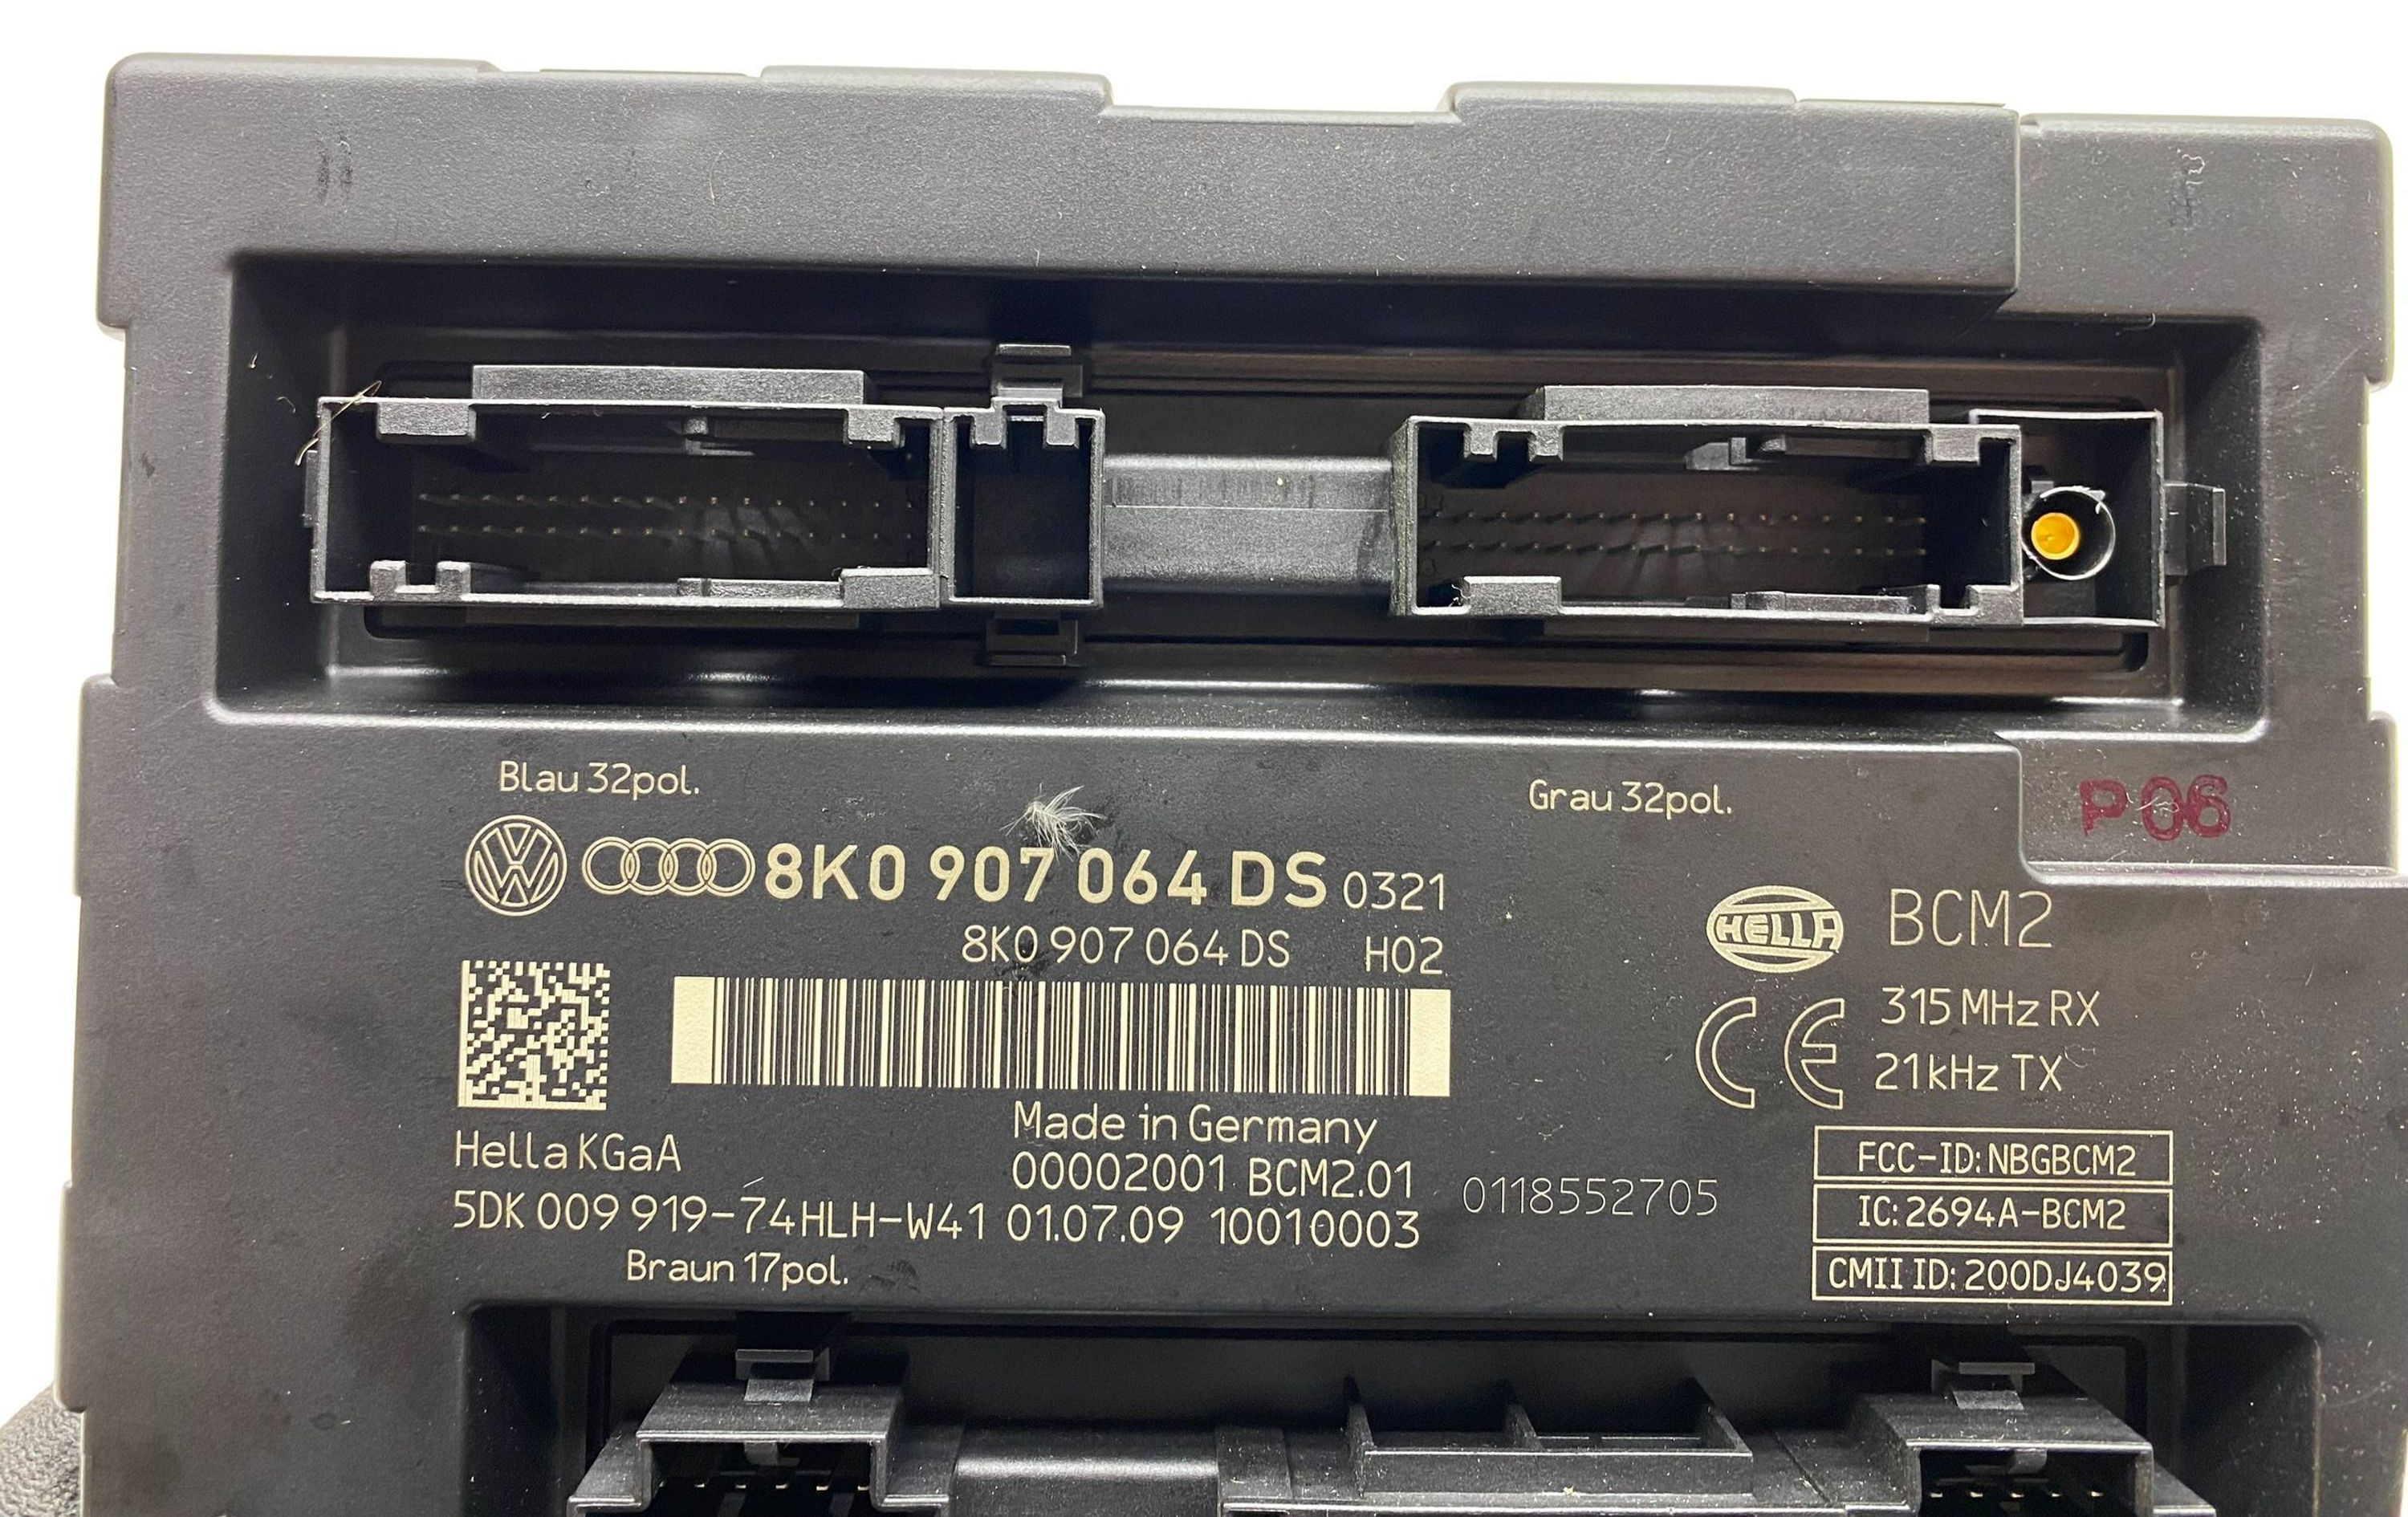 Blau 32pol.
Grau 32pol.
P06
8K0 907 064 DS 0321
8K0 907 064 DS H02
HELLA
BCM2
315 MHz RX
21kHz TX
Made in Germany
Hella KGaA
00002001 BCM2.01
5DK 009 919-74HLH-W41 01.07.09 10010003
0118552705
Braun 17pol.
FCC-ID: NBGBCM2
IC: 2694A-BCM2
CMII ID: 200DJ4039